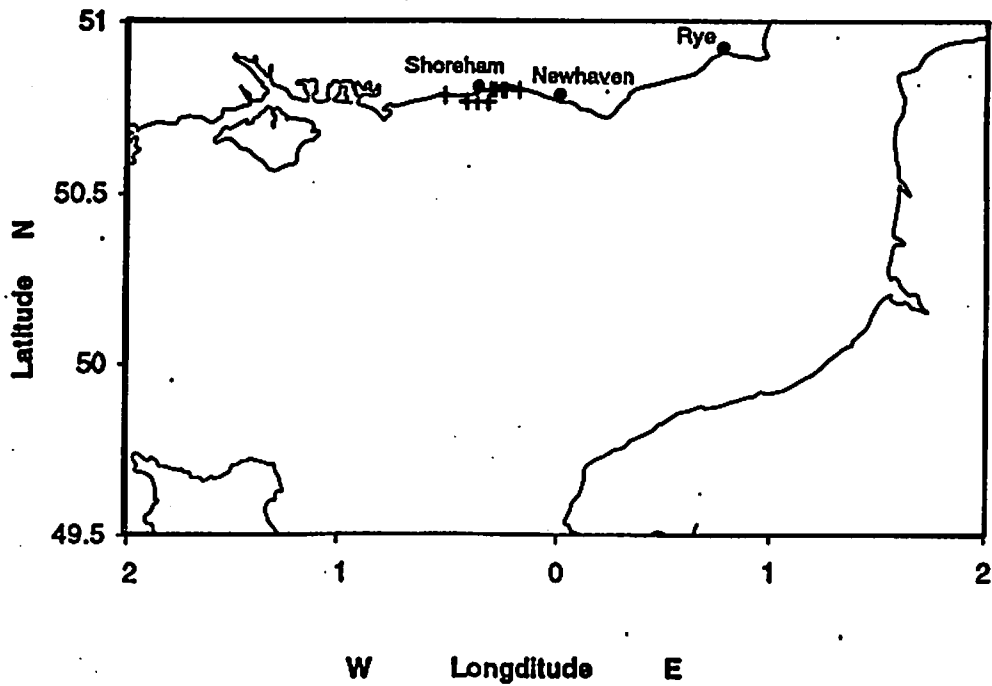 51
Rye
Shoreham
Newhaven
50.5
Latitude N
50
49.5
2 1 0 1 2
W Longditude E